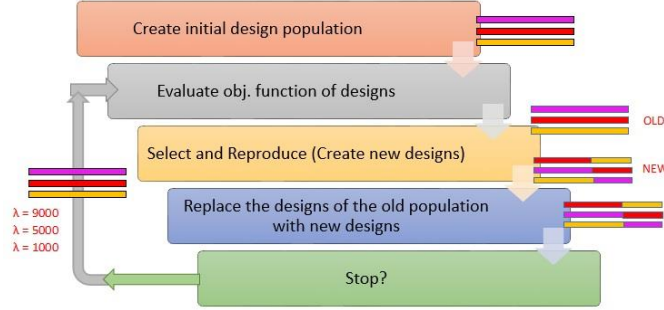 Create initial design population
Evaluate obj. function of designs
OLD
Select and Reproduce (Create new designs)
NEW
Replace the designs of the old population
with new designs
λ = 9000
λ = 5000
λ = 1000
Stop?